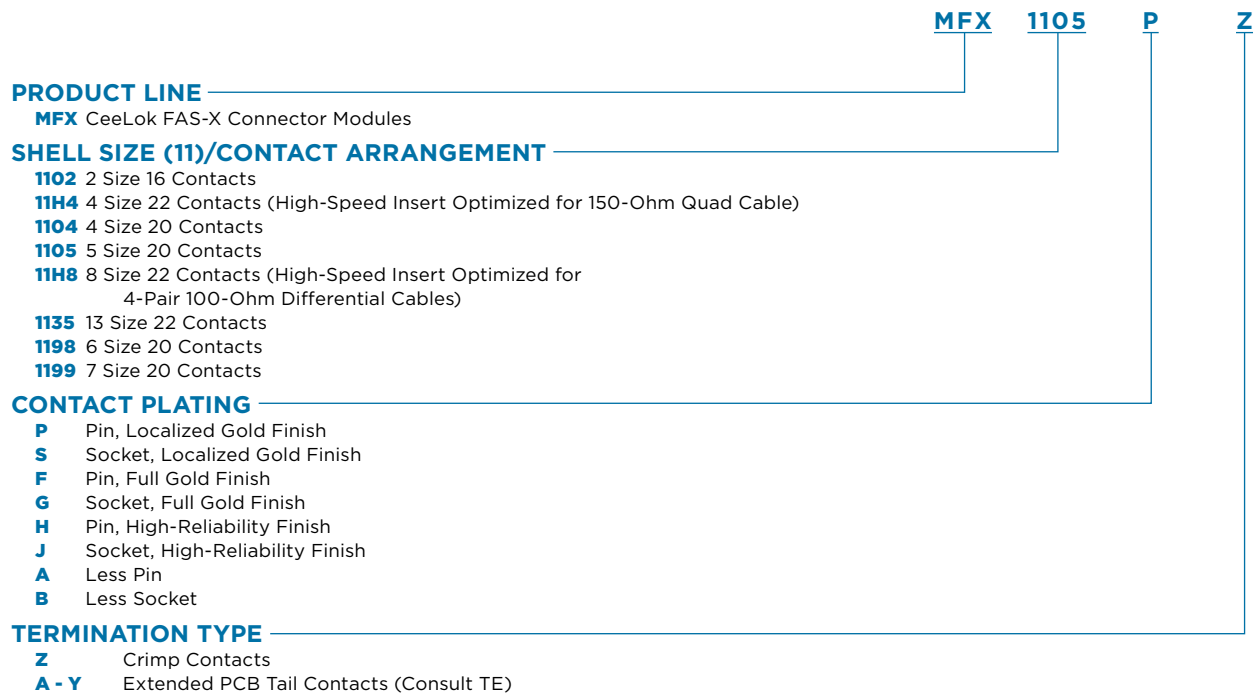 MFX 1105 P Z
PRODUCT LINE
MFX CeeLok FAS-X Connector Modules
SHELL SIZE (11)/CONTACT ARRANGEMENT
1102 2 Size 16 Contacts
11H4 4 Size 22 Contacts (High-Speed Insert Optimized for 150-Ohm Quad Cable)
1104 4 Size 20 Contacts
1105 5 Size 20 Contacts
11H8 8 Size 22 Contacts (High-Speed Insert Optimized for
4-Pair 100-Ohm Differential Cables)
1135 13 Size 22 Contacts
1198 6 Size 20 Contacts
1199 7 Size 20 Contacts
CONTACT PLATING
P Pin, Localized Gold Finish
S Socket, Localized Gold Finish
F Pin, Full Gold Finish
G Socket, Full Gold Finish
H Pin, High-Reliability Finish
J Socket, High-Reliability Finish
A Less Pin
B Less Socket
TERMINATION TYPE
Z Crimp Contacts
A - Y Extended PCB Tail Contacts (Consult TE)